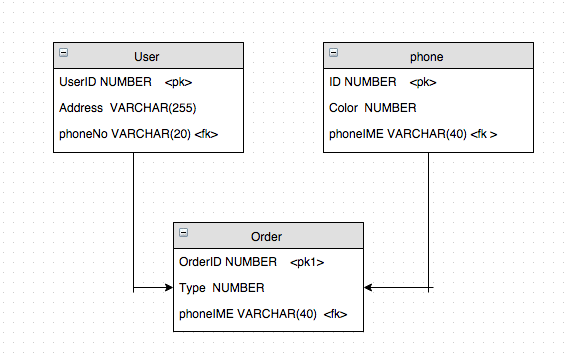 User
UserID NUMBER <pk>
Address VARCHAR(255)
phoneNo VARCHAR(20) <fk>
phone
ID NUMBER <pk>
Color NUMBER
phoneIME VARCHAR(40) <fk >
Order
OrderID NUMBER <pk1>
Type NUMBER
phoneIME VARCHAR(40) <fk>